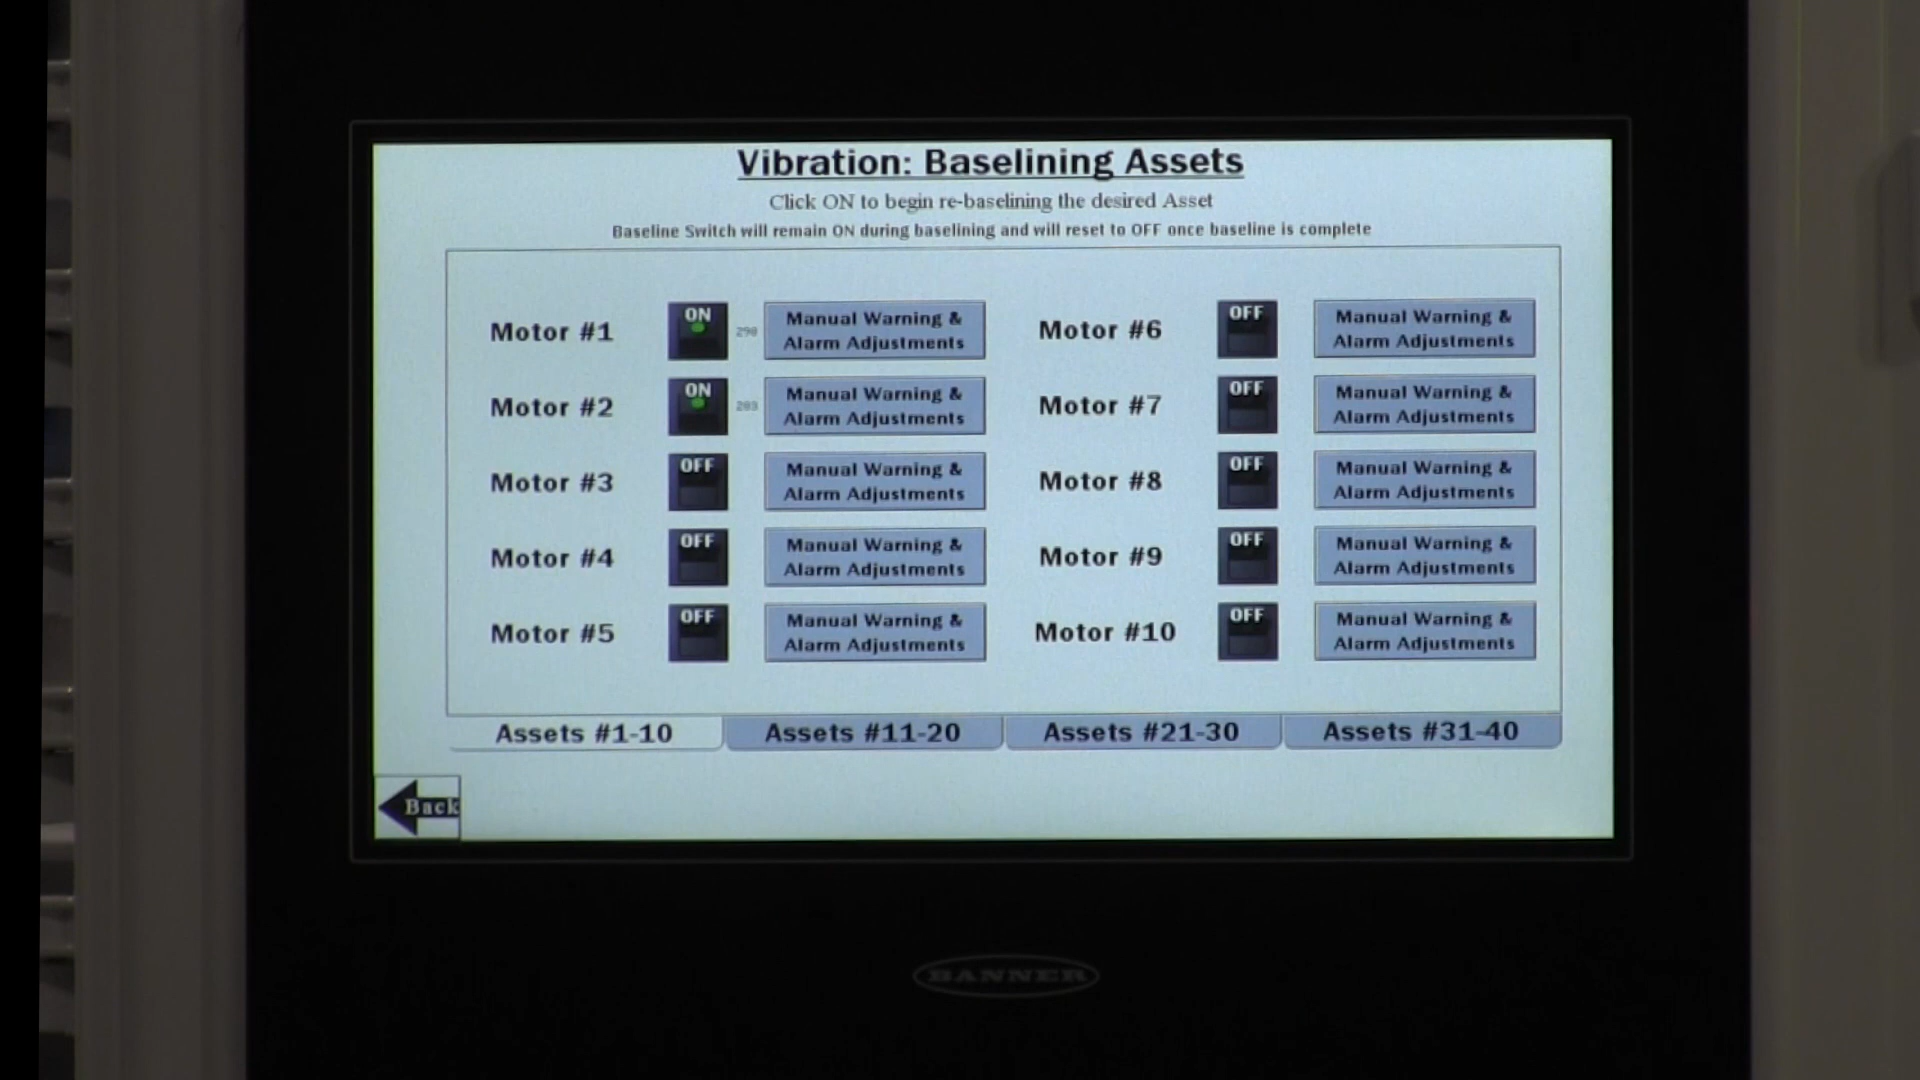 Vibration: Baselining Assets
Click ON to begin re-baselining the desired Asset
Baseline Switch will remain ON during baselining and will reset to OFF once baseline is complete
Motor #1 ON 290 Manual Warning & Alarm Adjustments
Motor #2 ON 203 Manual Warning & Alarm Adjustments
Motor #3 OFF Manual Warning & Alarm Adjustments
Motor #4 OFF Manual Warning & Alarm Adjustments
Motor #5 OFF Manual Warning & Alarm Adjustments
Motor #6 OFF Manual Warning & Alarm Adjustments
Motor #7 OFF Manual Warning & Alarm Adjustments
Motor #8 OFF Manual Warning & Alarm Adjustments
Motor #9 OFF Manual Warning & Alarm Adjustments
Motor #10 OFF Manual Warning & Alarm Adjustments
Assets #1-10 Assets #11-20 Assets #21-30 Assets #31-40
Back
BANNER